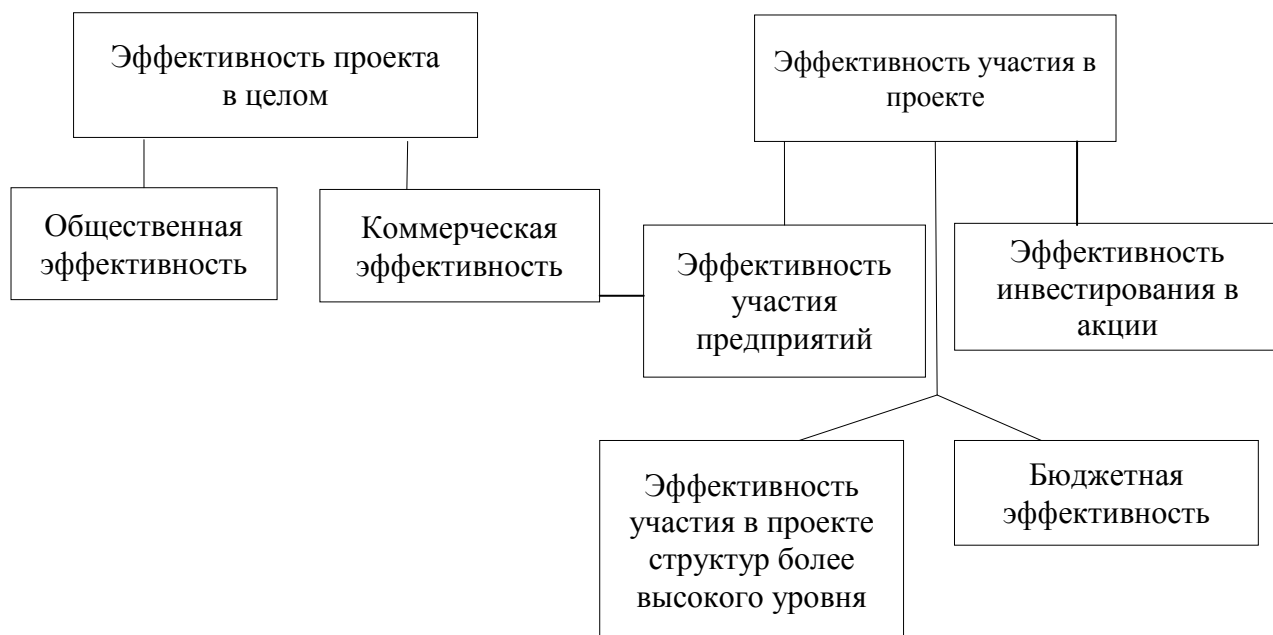 Эффективность проекта
в целом
Эффективность участия в
проекте
Общественная
эффективность
Коммерческая
эффективность
Эффективность
участия
предприятий
Эффективность
инвестирования в
акции
Эффективность
участия в проекте
структур более
высокого уровня
Бюджетная
эффективность